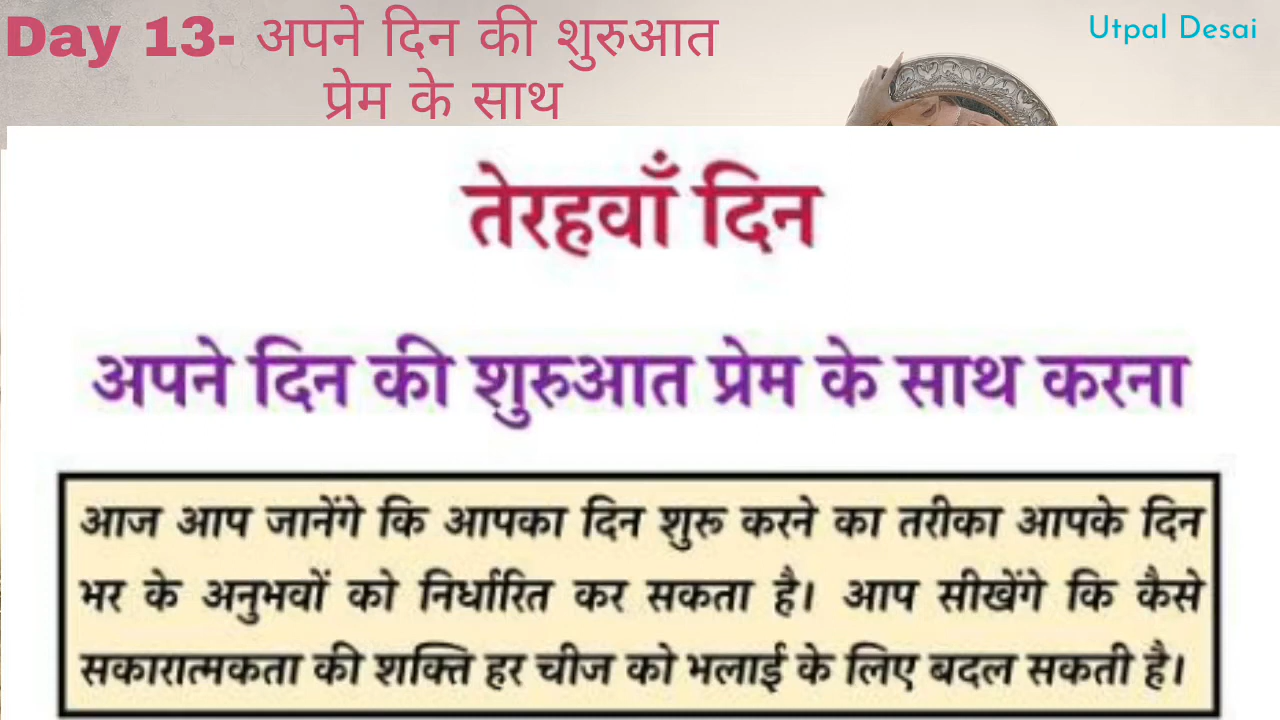 Day 13- अपने दिन की शुरुआत
प्रेम के साथ
Utpal Desai
तेरहवाँ दिन
अपने दिन की शुरुआत प्रेम के साथ करना
आज आप जानेंगे कि आपका दिन शुरू करने का तरीका आपके दिन
भर के अनुभवों को निर्धारित कर सकता है। आप सीखेंगे कि कैसे
सकारात्मकता की शक्ति हर चीज को भलाई के लिए बदल सकती है।